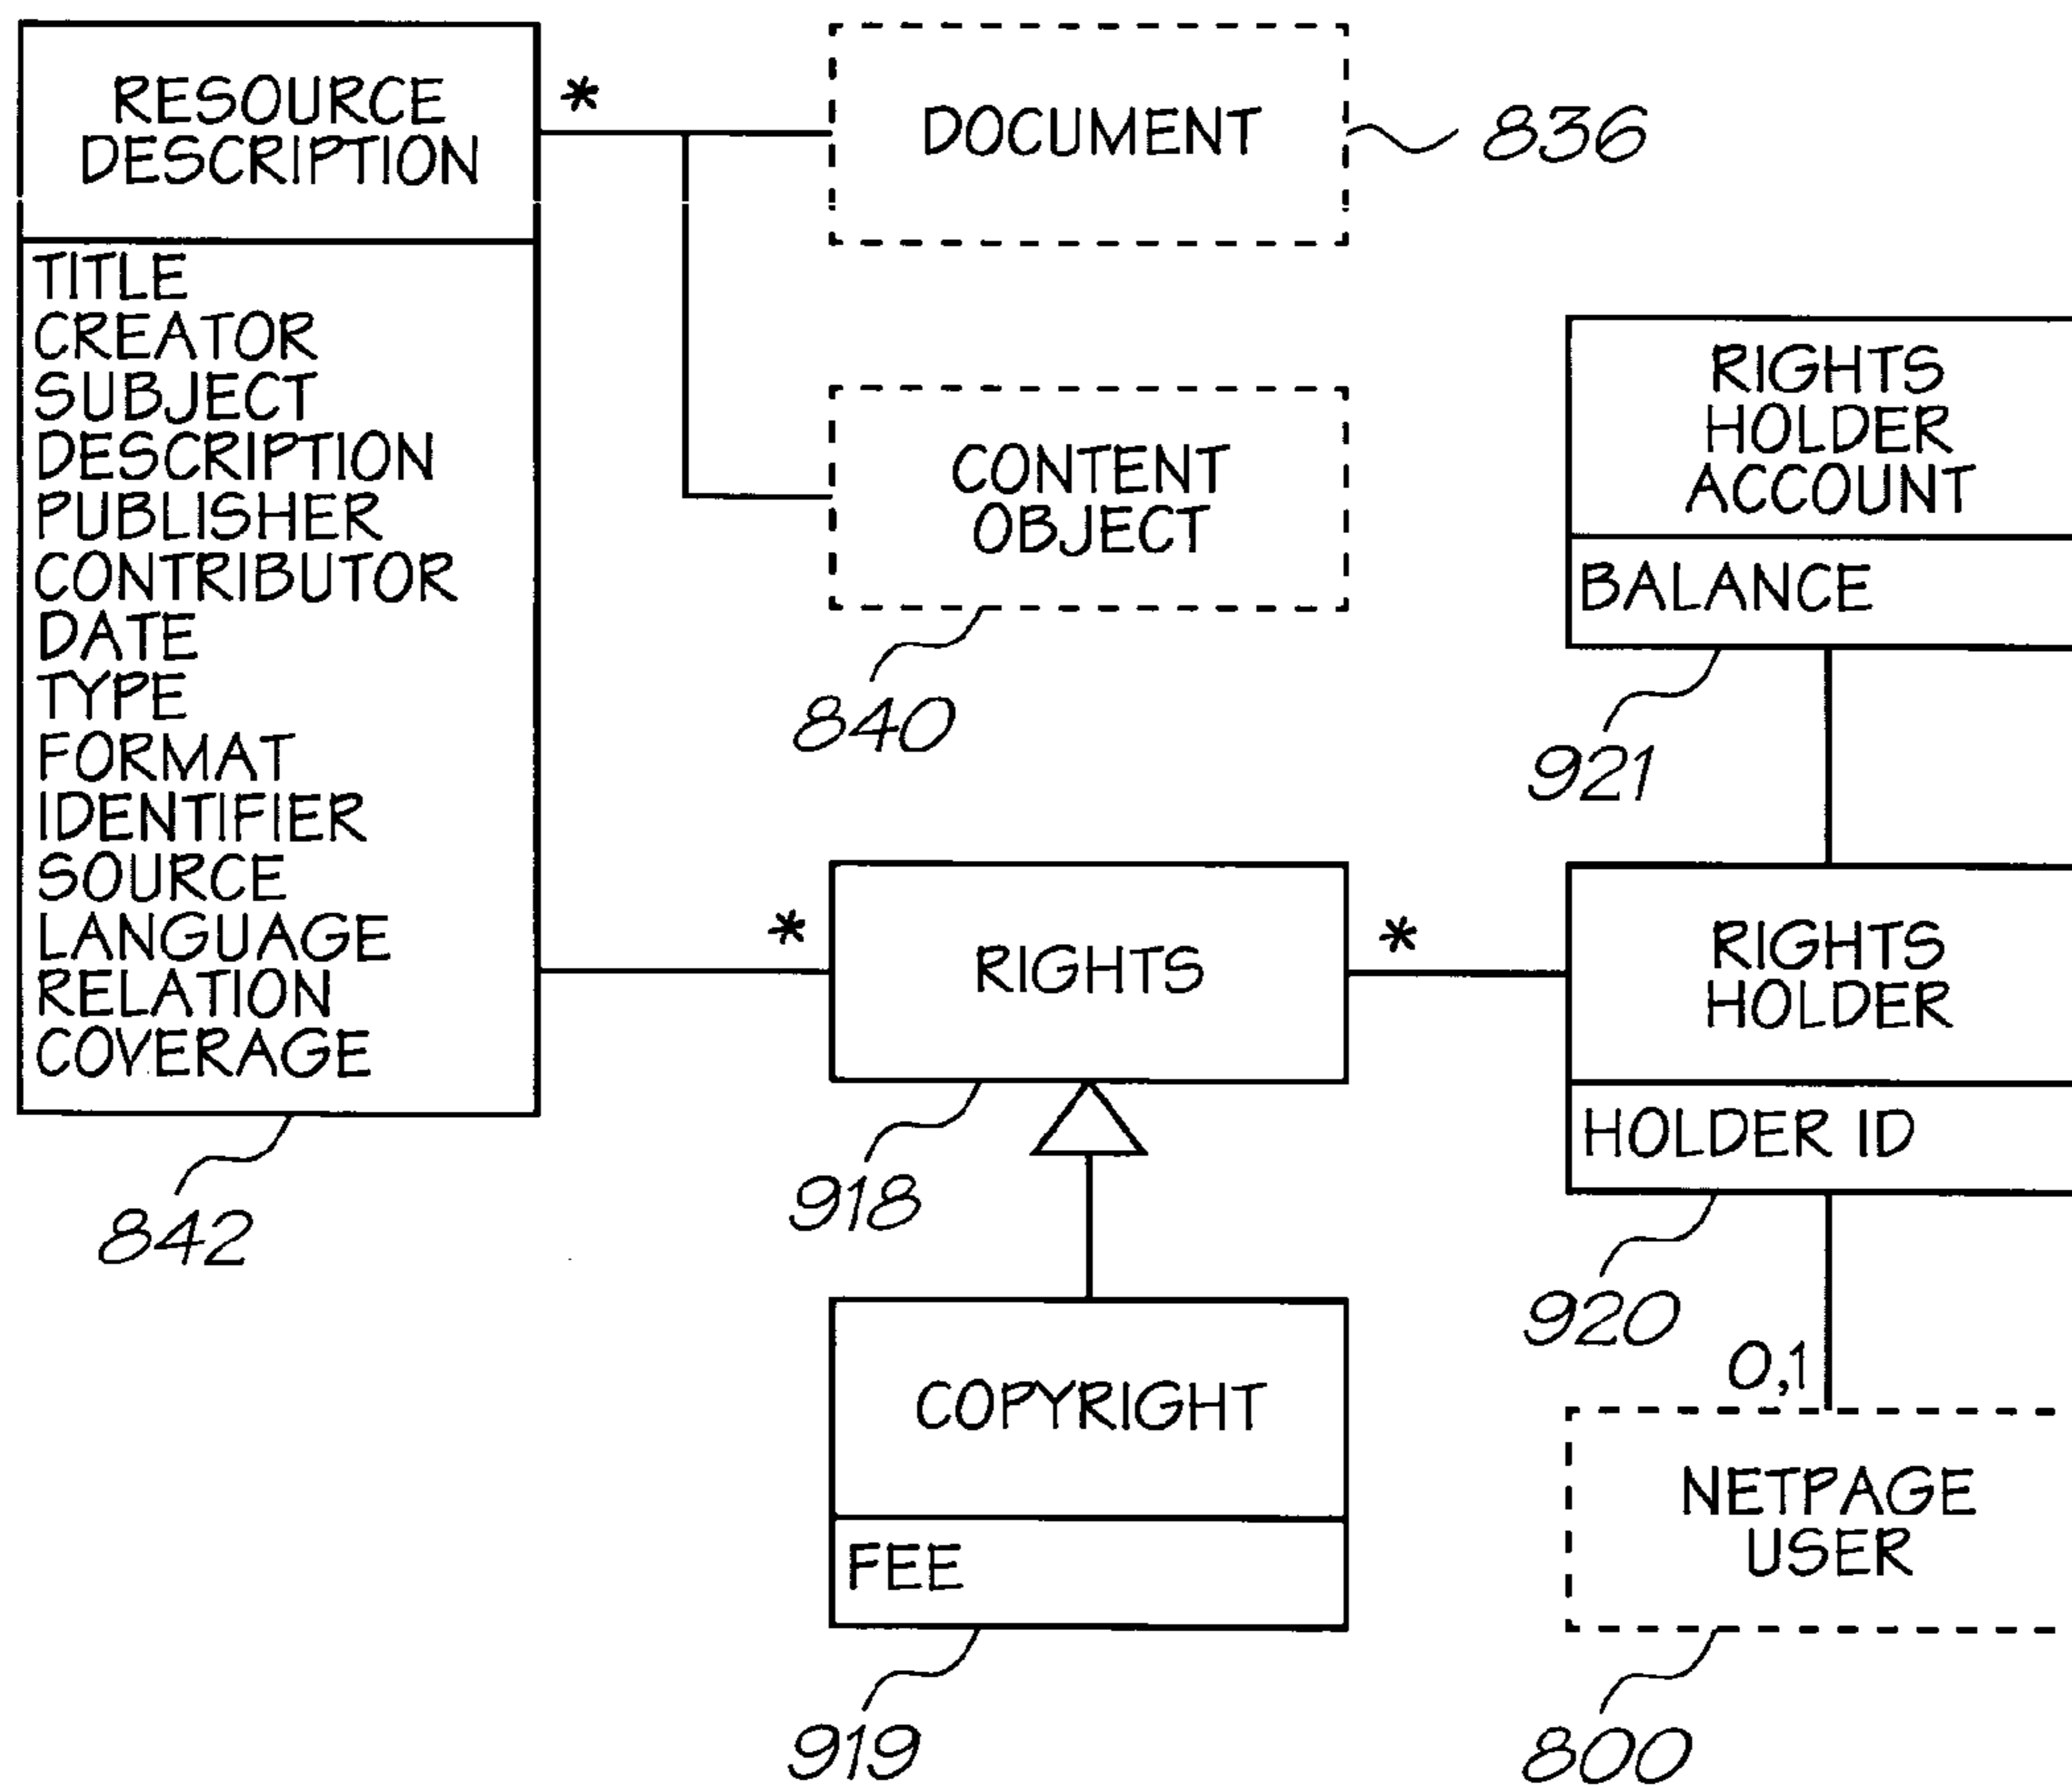 RESOURCE
DESCRIPTION
TITLE
CREATOR
SUBJECT
DESCRIPTION
PUBLISHER
CONTRIBUTOR
DATE
TYPE
FORMAT
IDENTIFIER
SOURCE
LANGUAGE
RELATION
COVERAGE
842
*
DOCUMENT
836
CONTENT
OBJECT
840
*
RIGHTS
*
918
COPYRIGHT
FEE
919
RIGHTS
HOLDER
ACCOUNT
BALANCE
921
RIGHTS
HOLDER
HOLDER ID
920
0,1
NETPAGE
USER
800